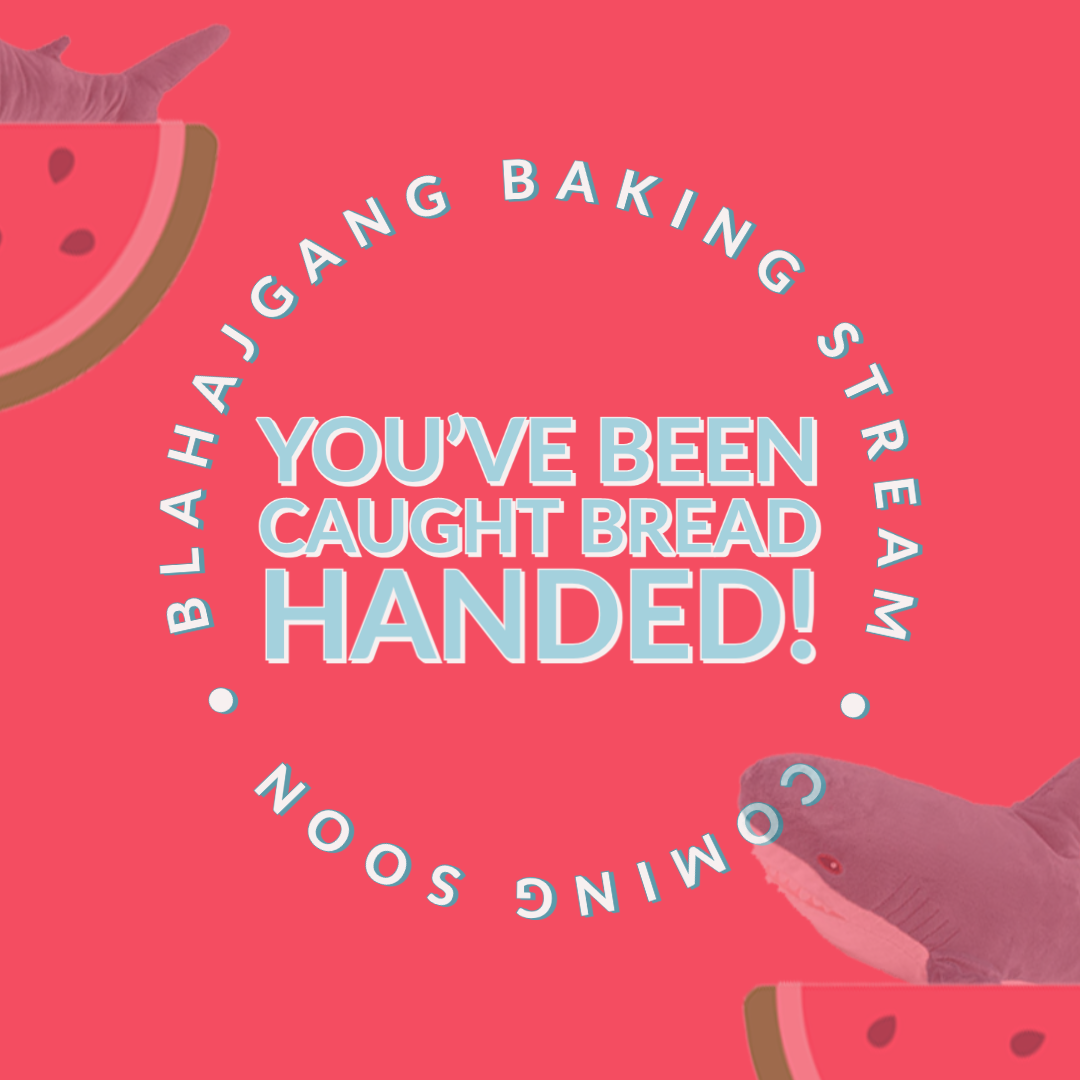 BLAHAJGANG BAKING STREAM
YOU'VE BEEN
CAUGHT BREAD
HANDED!
• COMING SOON •